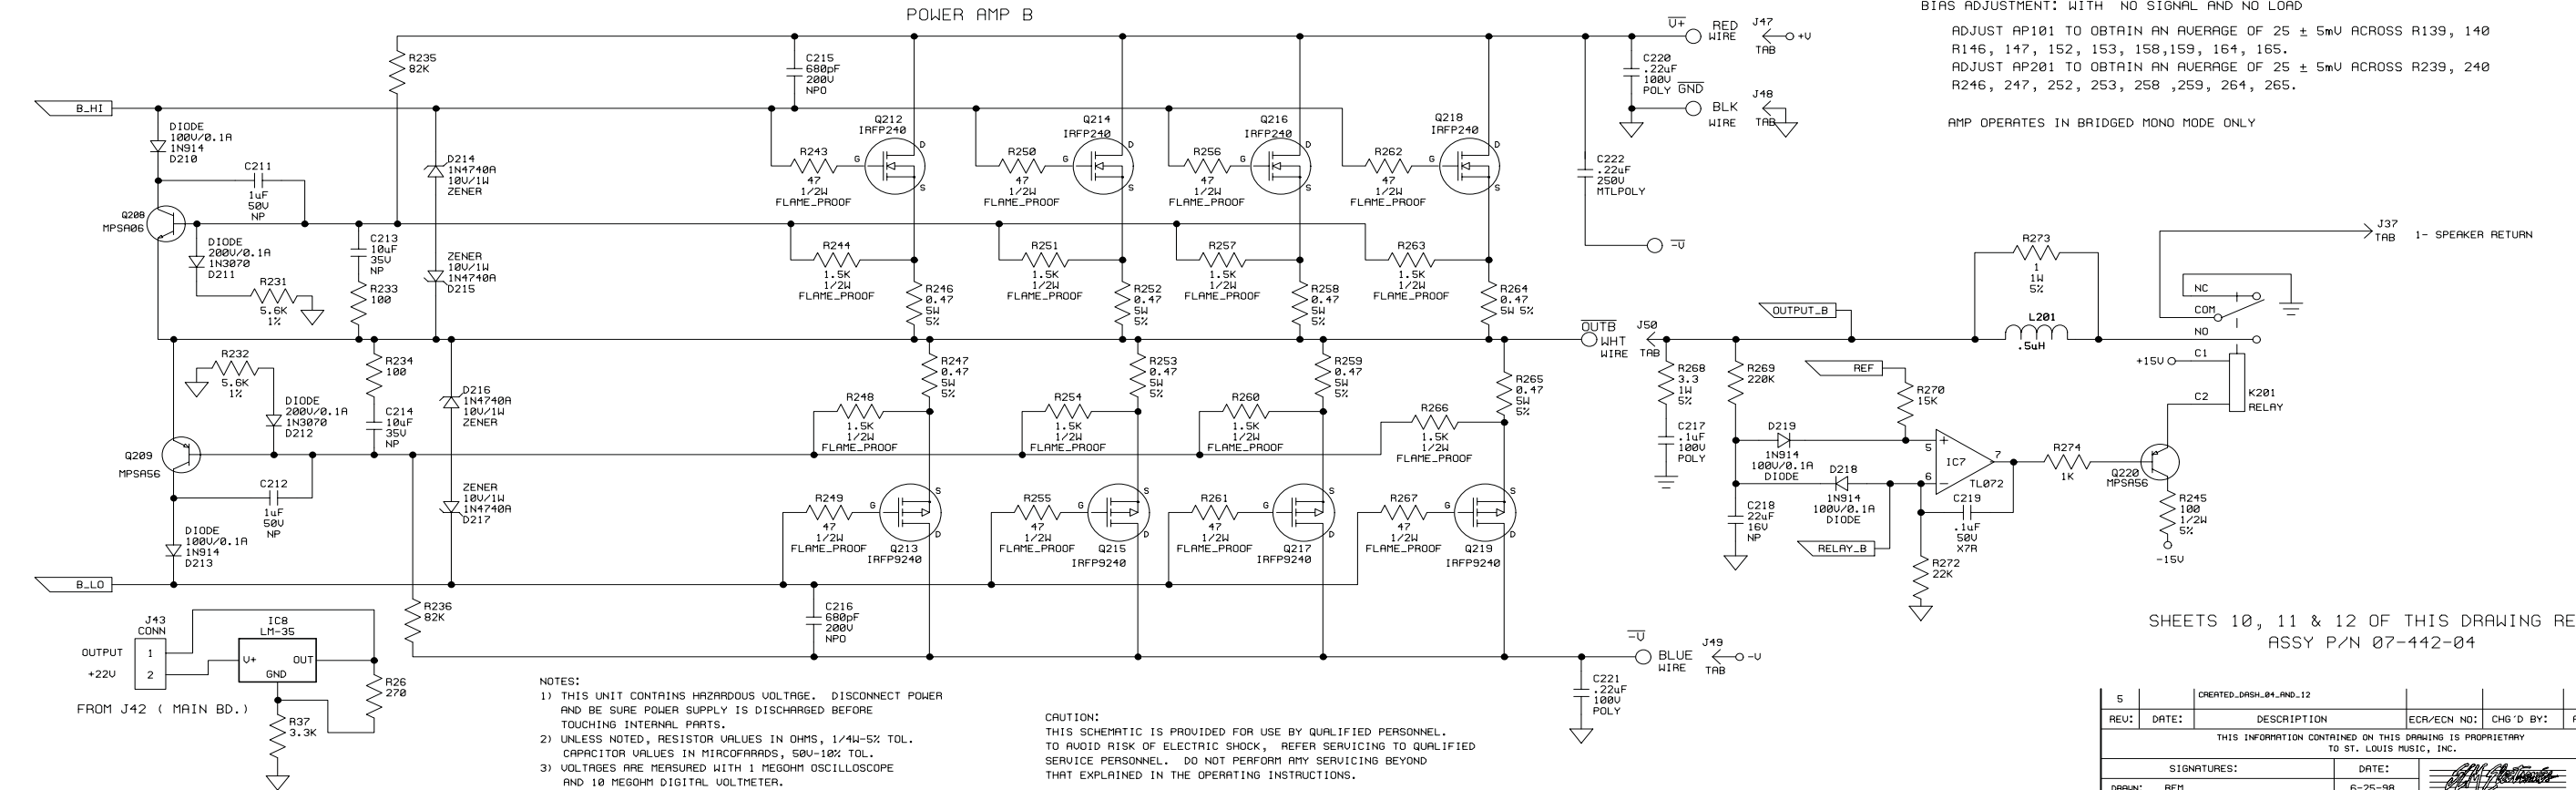 POWER AMP B
BIAS ADJUSTMENT: WITH NO SIGNAL AND NO LOAD
ADJUST AP101 TO OBTAIN AN AVERAGE OF 25 ± 5mV ACROSS R139, 140
R146, 147, 152, 153, 158,159, 164, 165.
ADJUST AP201 TO OBTAIN AN AVERAGE OF 25 ± 5mV ACROSS R239, 240
R246, 247, 252, 253, 258 ,259, 264, 265.
AMP OPERATES IN BRIDGED MONO MODE ONLY
R235
82K
C215
680pF
200V
NPO
V+
RED
WIRE
J47
TAB
+V
C220
.22uF
100V
POLY
GND
BLK
WIRE
J48
TAB
B_HI
DIODE
100V/0.1A
1N914
D210
C211
1uF
50V
NP
D214
1N4740A
10V/1W
ZENER
Q208
MPSA06
DIODE
200V/0.1A
1N3070
D211
R231
5.6K
1%
C213
10uF
35V
NP
R233
100
ZENER
10V/1W
1N4740A
D215
Q212
IRFP240
D
G
S
R243
47
1/2W
FLAME_PROOF
Q214
IRFP240
D
G
S
R250
47
1/2W
FLAME_PROOF
Q216
IRFP240
D
G
S
R256
47
1/2W
FLAME_PROOF
Q218
IRFP240
D
G
S
R262
47
1/2W
FLAME_PROOF
C222
.22uF
250V
MTLPOLY
-V
R244
1.5K
1/2W
FLAME_PROOF
R251
1.5K
1/2W
FLAME_PROOF
R257
1.5K
1/2W
FLAME_PROOF
R263
1.5K
1/2W
FLAME_PROOF
R246
0.47
5W
5%
R252
0.47
5W
5%
R258
0.47
5W
5%
R264
0.47
5W 5%
OUTB
WHT
WIRE
J50
TAB
OUTPUT_B
R273
1
1W
5%
L201
.5uH
J37
TAB
1- SPEAKER RETURN
NC
COM
NO
+15V
C1
C2
K201
RELAY
R232
5.6K
1%
R234
100
DIODE
200V/0.1A
1N3070
D212
C214
10uF
35V
NP
D216
1N4740A
10V/1W
ZENER
Q209
MPSA56
C212
1uF
50V
NP
ZENER
10V/1W
1N4740A
D217
DIODE
100V/0.1A
1N914
D213
B_LO
R247
0.47
5W
5%
R253
0.47
5W
5%
R259
0.47
5W
5%
R265
0.47
5W
5%
R248
1.5K
1/2W
FLAME_PROOF
R254
1.5K
1/2W
FLAME_PROOF
R260
1.5K
1/2W
FLAME_PROOF
R266
1.5K
1/2W
FLAME_PROOF
R249
47
1/2W
FLAME_PROOF
G
S
D
Q213
IRFP9240
R255
47
1/2W
FLAME_PROOF
G
S
D
Q215
IRFP9240
R261
47
1/2W
FLAME_PROOF
G
S
D
Q217
IRFP9240
R267
47
1/2W
FLAME_PROOF
G
S
D
Q219
IRFP9240
R268
3.3
1W
5%
C217
.1uF
100V
POLY
R269
220K
REF
R270
15K
D219
1N914
100V/0.1A
DIODE
D218
1N914
100V/0.1A
DIODE
C218
22uF
16V
NP
RELAY_B
5
6
7
+
-
IC7
TL072
C219
.1uF
50V
X7R
R272
22K
R274
1K
Q220
MPSA56
R245
100
1/2W
5%
-15V
R236
82K
C216
680pF
200V
NPO
-V
BLUE
WIRE
J49
TAB
-V
C221
.22uF
100V
POLY
J43
CONN
OUTPUT
1
+22V
2
IC8
LM-35
V+
OUT
GND
R26
270
R37
3.3K
FROM J42 ( MAIN BD.)
NOTES:
1) THIS UNIT CONTAINS HAZARDOUS VOLTAGE. DISCONNECT POWER
AND BE SURE POWER SUPPLY IS DISCHARGED BEFORE
TOUCHING INTERNAL PARTS.
2) UNLESS NOTED, RESISTOR VALUES IN OHMS, 1/4W-5% TOL.
CAPACITOR VALUES IN MIRCOFARADS, 50V-10% TOL.
3) VOLTAGES ARE MEASURED WITH 1 MEGOHM OSCILLOSCOPE
AND 10 MEGOHM DIGITAL VOLTMETER.
CAUTION:
THIS SCHEMATIC IS PROVIDED FOR USE BY QUALIFIED PERSONNEL.
TO AVOID RISK OF ELECTRIC SHOCK, REFER SERVICING TO QUALIFIED
SERVICE PERSONNEL. DO NOT PERFORM AMY SERVICING BEYOND
THAT EXPLAINED IN THE OPERATING INSTRUCTIONS.
SHEETS 10, 11 & 12 OF THIS DRAWING RE
ASSY P/N 07-442-04
5
CREATED_DASH_04_AND_12
REV: DATE: DESCRIPTION ECR/ECN NO: CHG'D BY:
THIS INFORMATION CONTAINED ON THIS DRAWING IS PROPRIETARY
TO ST. LOUIS MUSIC, INC.
SIGNATURES: DATE:
DRAWN: 6-25-98